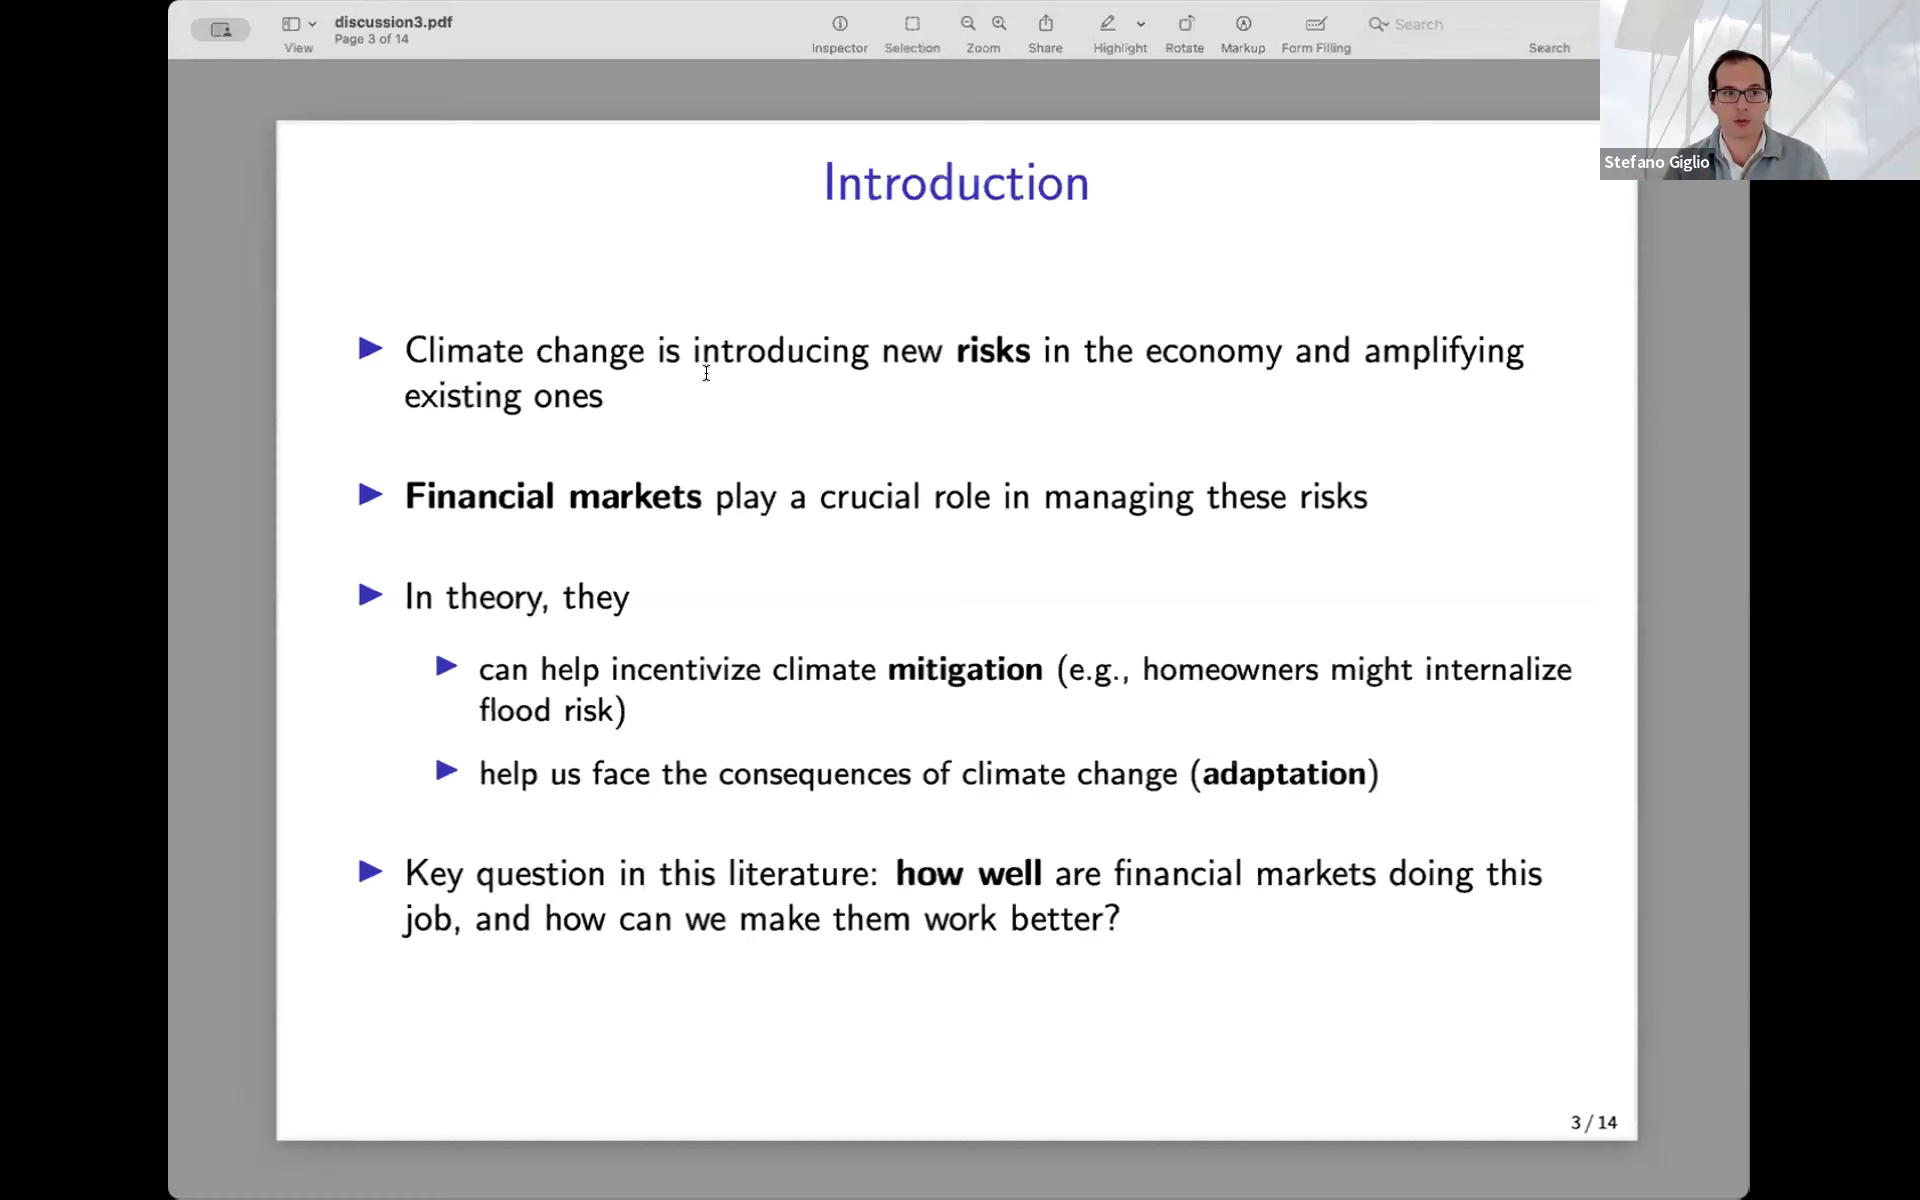 discussion3.pdf
Page 3 of 14
View
Inspector
Selection
Zoom
Share
Highlight
Rotate
Markup
Form Filling
Search
Search
Stefano Giglio
Introduction
Climate change is introducing new risks in the economy and amplifying
existing ones
Financial markets play a crucial role in managing these risks
In theory, they
can help incentivize climate mitigation (e.g., homeowners might internalize
flood risk)
help us face the consequences of climate change (adaptation)
Key question in this literature: how well are financial markets doing this
job, and how can we make them work better?
3 / 14